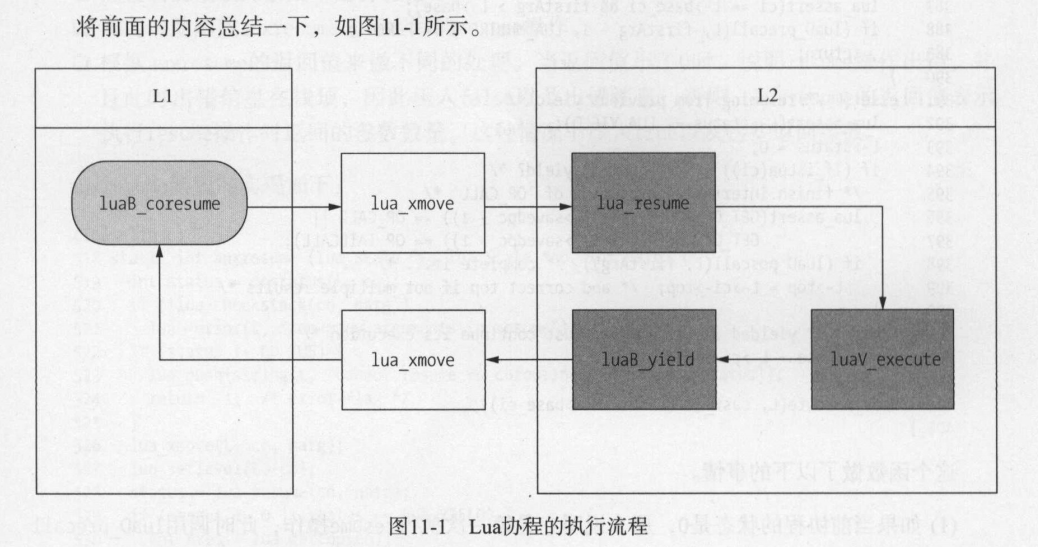 将前面的内容总结一下，如图11-1所示。
L1
L2
luaB_coresume
lua_xmove
lua_resume
lua_xmove
luaB_yield
luaV_execute
图11-1 Lua协程的执行流程